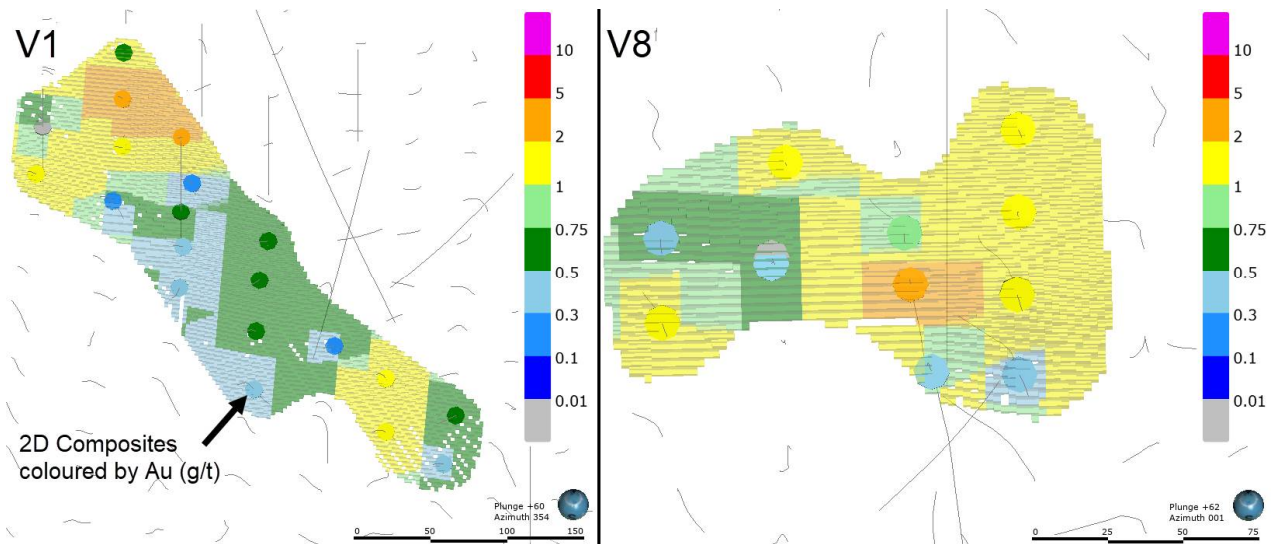 V1
10
5
2
1
0.75
0.5
0.3
0.1
0.01
2D Composites
coloured by Au (g/t)
Plunge +60
Azimuth 354
0 50 100 150
V8
10
5
2
1
0.75
0.5
0.3
0.1
0.01
Plunge +62
Azimuth 001
0 25 50 75